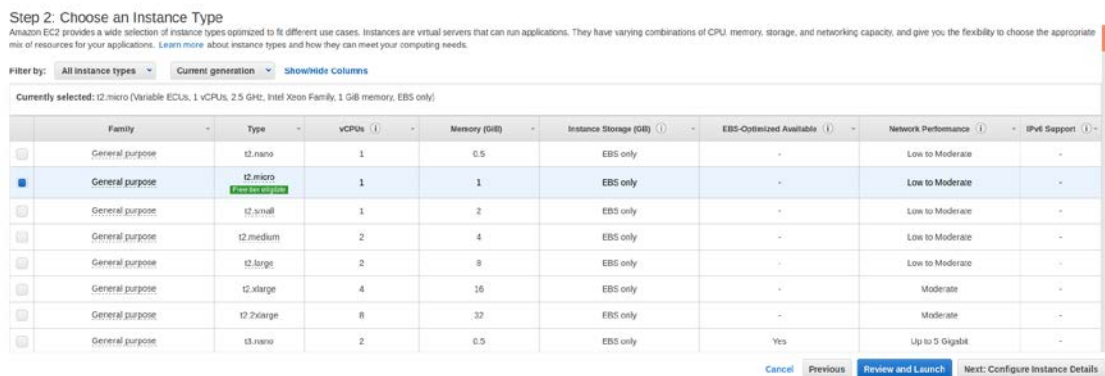 Step 2: Choose an Instance Type
Amazon EC2 provides a wide selection of instance types optimized to fit different use cases. Instances are virtual servers that can run applications. They have varying combinations of CPU, memory, storage, and networking capacity, and give you the flexibility to choose the appropriate
mix of resources for your applications. Learn more about instance types and how they can meet your computing needs.
Filter by: All instance types Current generation Show/Hide Columns
Currently selected: t2.micro (Variable ECUs, 1 vCPUs, 2.5 GHz, Intel Xeon Family, 1 GiB memory, EBS only)
Family Type vCPUs Memory (GiB) Instance Storage (GB) EBS-Optimized Available Network Performance IPv6 Support
General purpose t2.nano 1 0.5 EBS only - Low to Moderate -
General purpose t2.micro 1 1 EBS only - Low to Moderate -
Free tier eligible
General purpose t2.small 1 2 EBS only - Low to Moderate -
General purpose t2.medium 2 4 EBS only - Low to Moderate -
General purpose t2.large 2 8 EBS only - Low to Moderate -
General purpose t2.xlarge 4 16 EBS only - Moderate -
General purpose t2.2xlarge 8 32 EBS only - Moderate -
General purpose t3.nano 2 0.5 EBS only Yes Up to 5 Gigabit -
Cancel Previous Review and Launch Next: Configure Instance Details